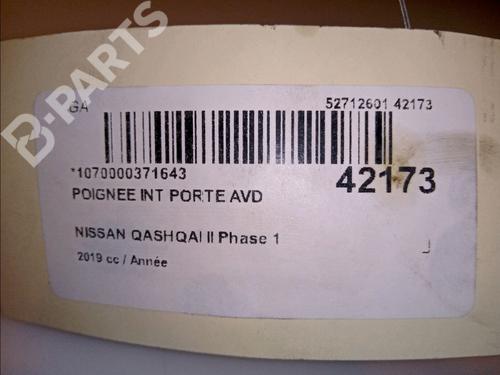 B-PARTS
GA
52712601 42173
*1070000371643
42173
POIGNEE INT PORTE AVD
NISSAN QASHQAI II Phase 1
2019 cc / Année